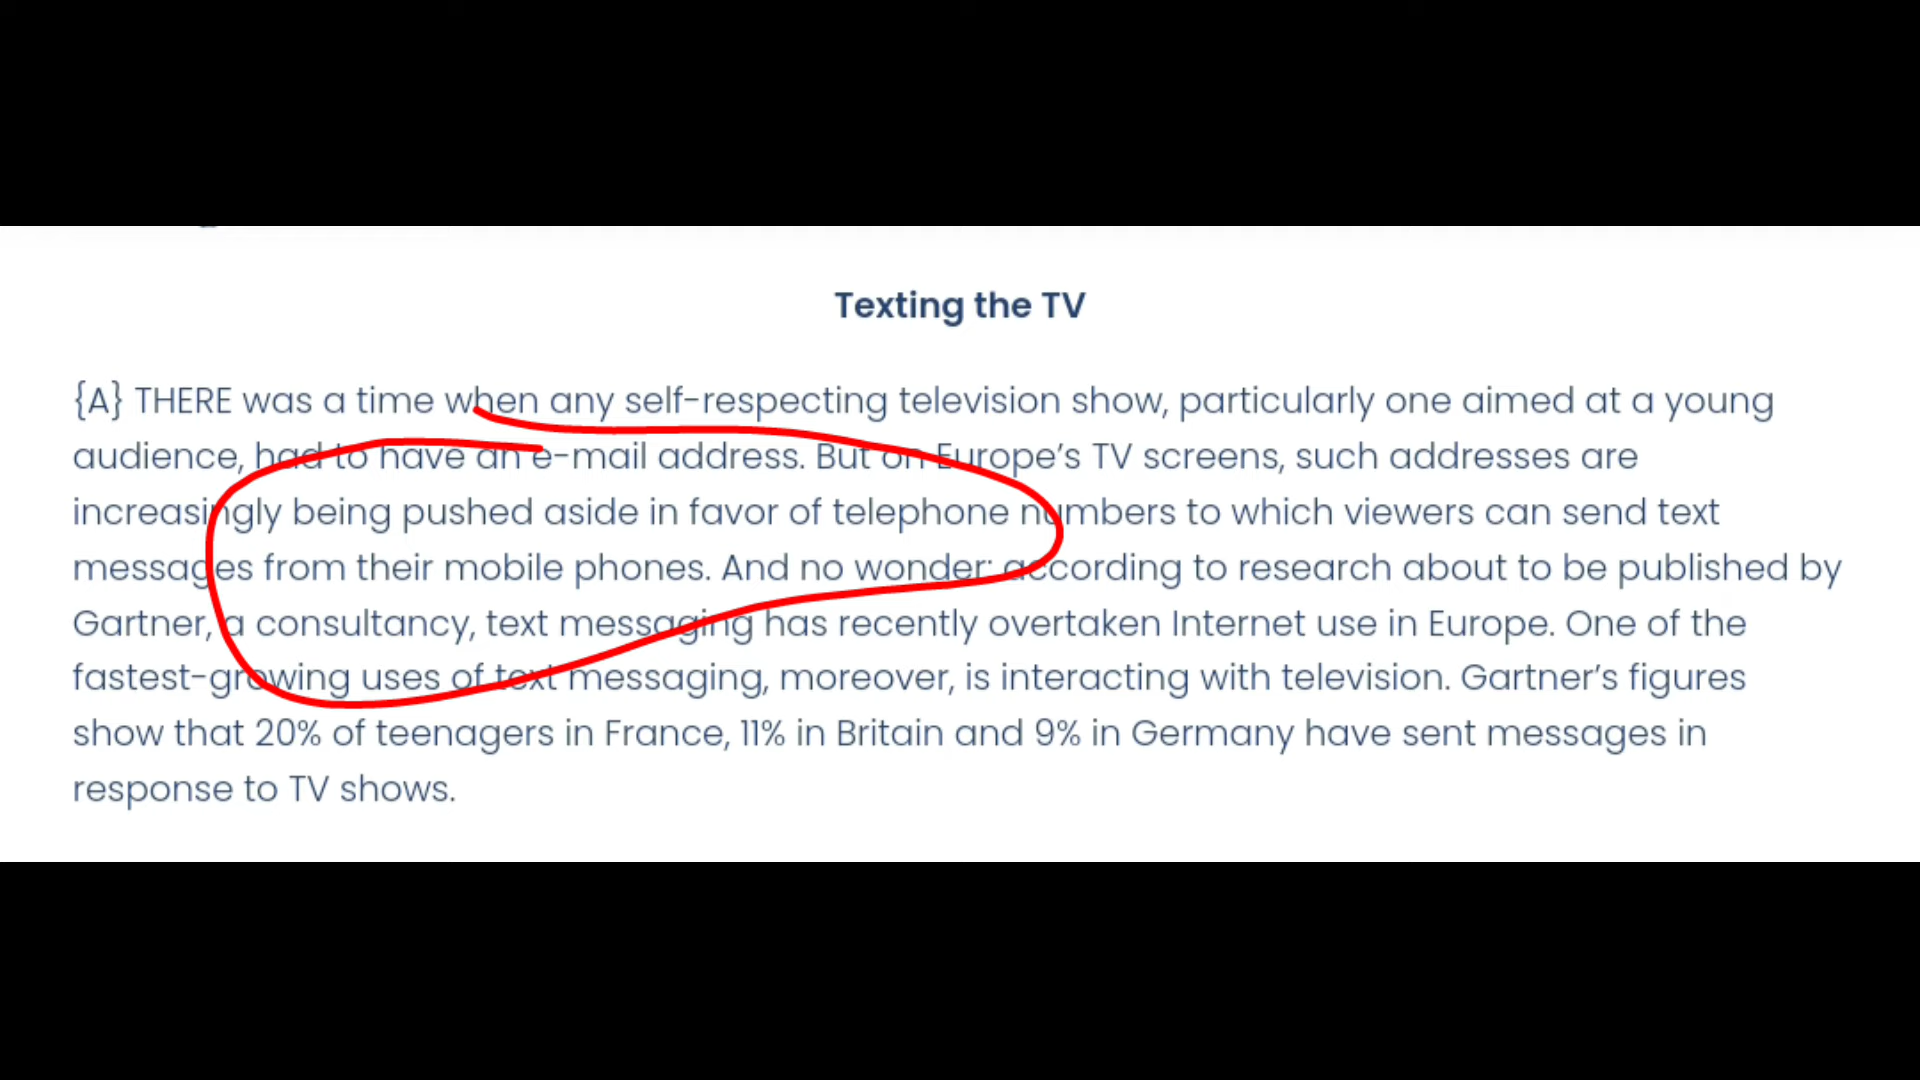 Texting the TV
{A} THERE was a time when any self-respecting television show, particularly one aimed at a young
audience, had to have an e-mail address. But on Europe’s TV screens, such addresses are
increasingly being pushed aside in favor of telephone numbers to which viewers can send text
messages from their mobile phones. And no wonder: according to research about to be published by
Gartner, a consultancy, text messaging has recently overtaken Internet use in Europe. One of the
fastest-growing uses of text messaging, moreover, is interacting with television. Gartner’s figures
show that 20% of teenagers in France, 11% in Britain and 9% in Germany have sent messages in
response to TV shows.